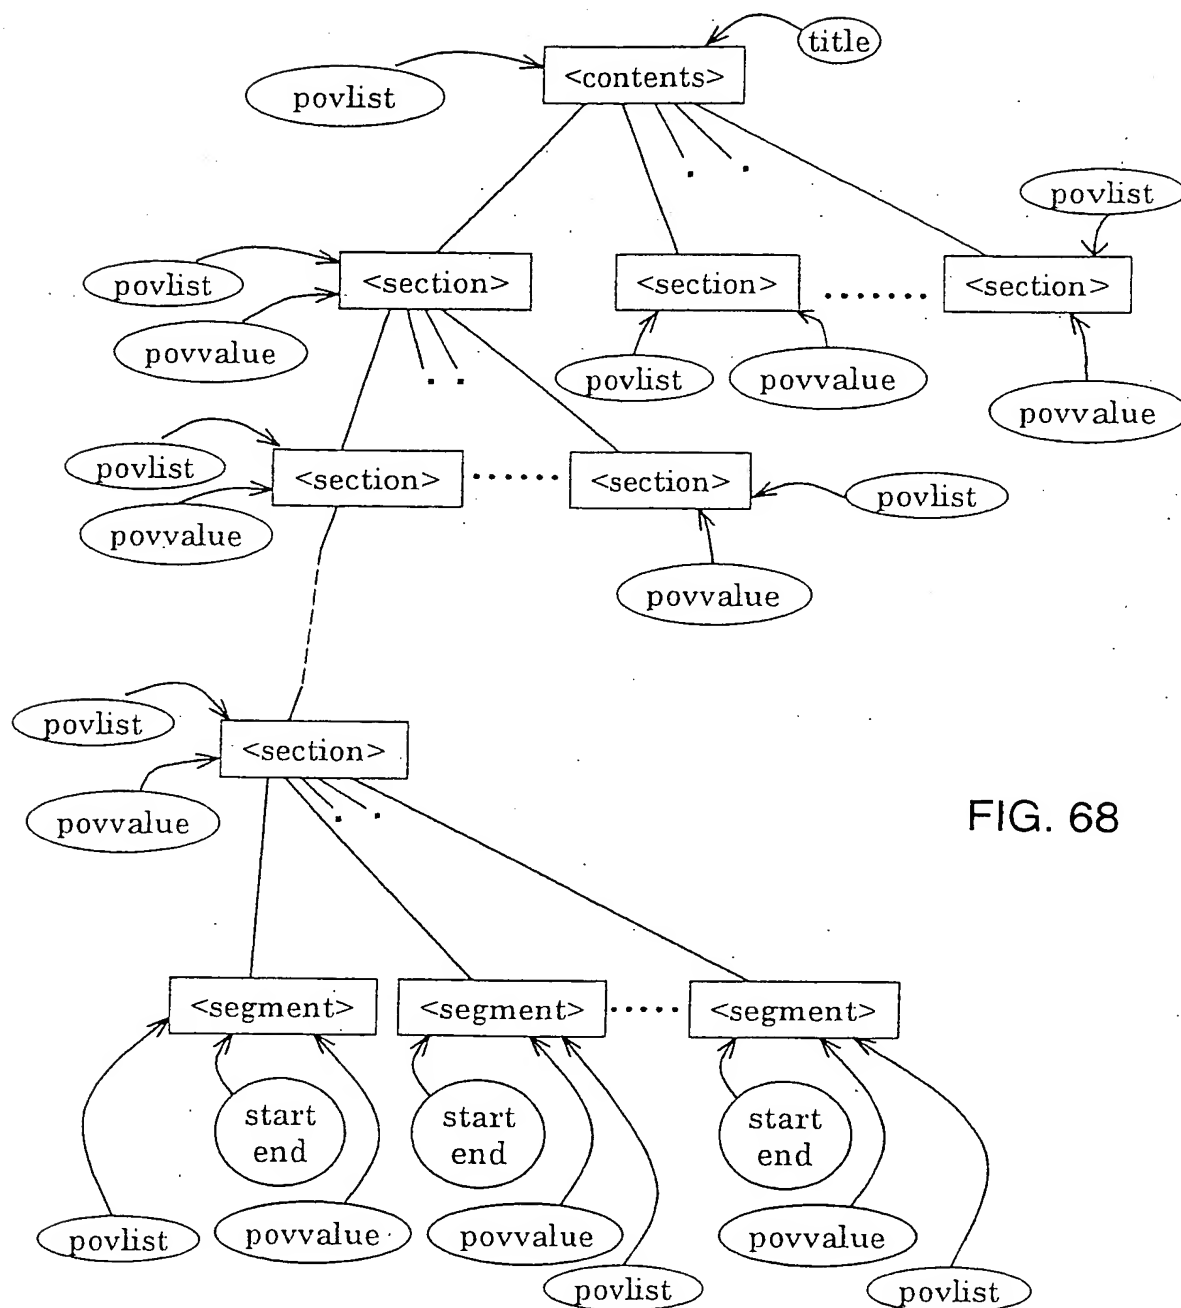 title
<contents>
povlist
povlist
povlist
<section>
<section>
<section>
povvalue
povlist
povvalue
povvalue
povlist
<section>
<section>
povlist
povvalue
povvalue
povlist
<section>
povvalue
FIG. 68
<segment>
<segment>
<segment>
start
end
start
end
start
end
povlist
povvalue
povvalue
povvalue
povlist
povlist